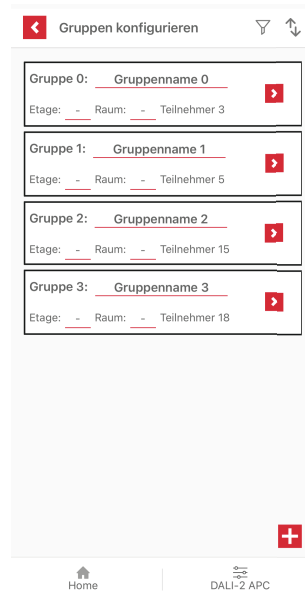 Gruppen konfigurieren
Gruppe 0: Gruppenname 0
Etage: - Raum: - Teilnehmer 3
Gruppe 1: Gruppenname 1
Etage: - Raum: - Teilnehmer 5
Gruppe 2: Gruppenname 2
Etage: - Raum: - Teilnehmer 15
Gruppe 3: Gruppenname 3
Etage: - Raum: - Teilnehmer 18
Home DALI-2 APC